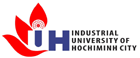 IUH
INDUSTRIAL
UNIVERSITY OF
HOCHIMINH CITY